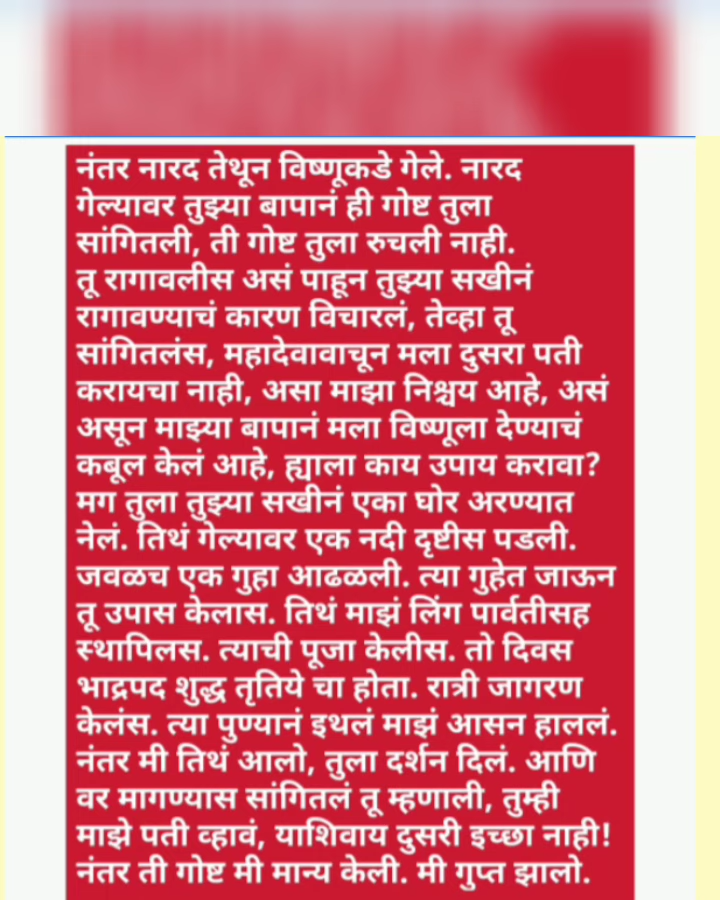 नंतर नारद तेथून विष्णूकडे गेले. नारद
गेल्यावर तुझ्या बापानं ही गोष्ट तुला
सांगितली, ती गोष्ट तुला रुचली नाही.
तू रागावलीस असं पाहून तुझ्या सखीनं
रागावण्याचं कारण विचारलं, तेव्हा तू
सांगितलंस, महादेवावाचून मला दुसरा पती
करायचा नाही, असा माझा निश्चय आहे, असं
असून माझ्या बापानं मला विष्णूला देण्याचं
कबूल केलं आहे, ह्याला काय उपाय करावा?
मग तुला तुझ्या सखीनं एका घोर अरण्यात
नेलं. तिथं गेल्यावर एक नदी दृष्टीस पडली.
जवळच एक गुहा आढळली. त्या गुहेत जाऊन
तू उपास केलास. तिथं माझं लिंग पार्वतीसह
स्थापिलस. त्याची पूजा केलीस. तो दिवस
भाद्रपद शुद्ध तृतिये चा होता. रात्री जागरण
केलंस. त्या पुण्यानं इथलं माझं आसन हाललं.
नंतर मी तिथं आलो, तुला दर्शन दिलं. आणि
वर मागण्यास सांगितलं तू म्हणाली, तुम्ही
माझे पती व्हावं, याशिवाय दुसरी इच्छा नाही!
नंतर ती गोष्ट मी मान्य केली. मी गुप्त झालो.